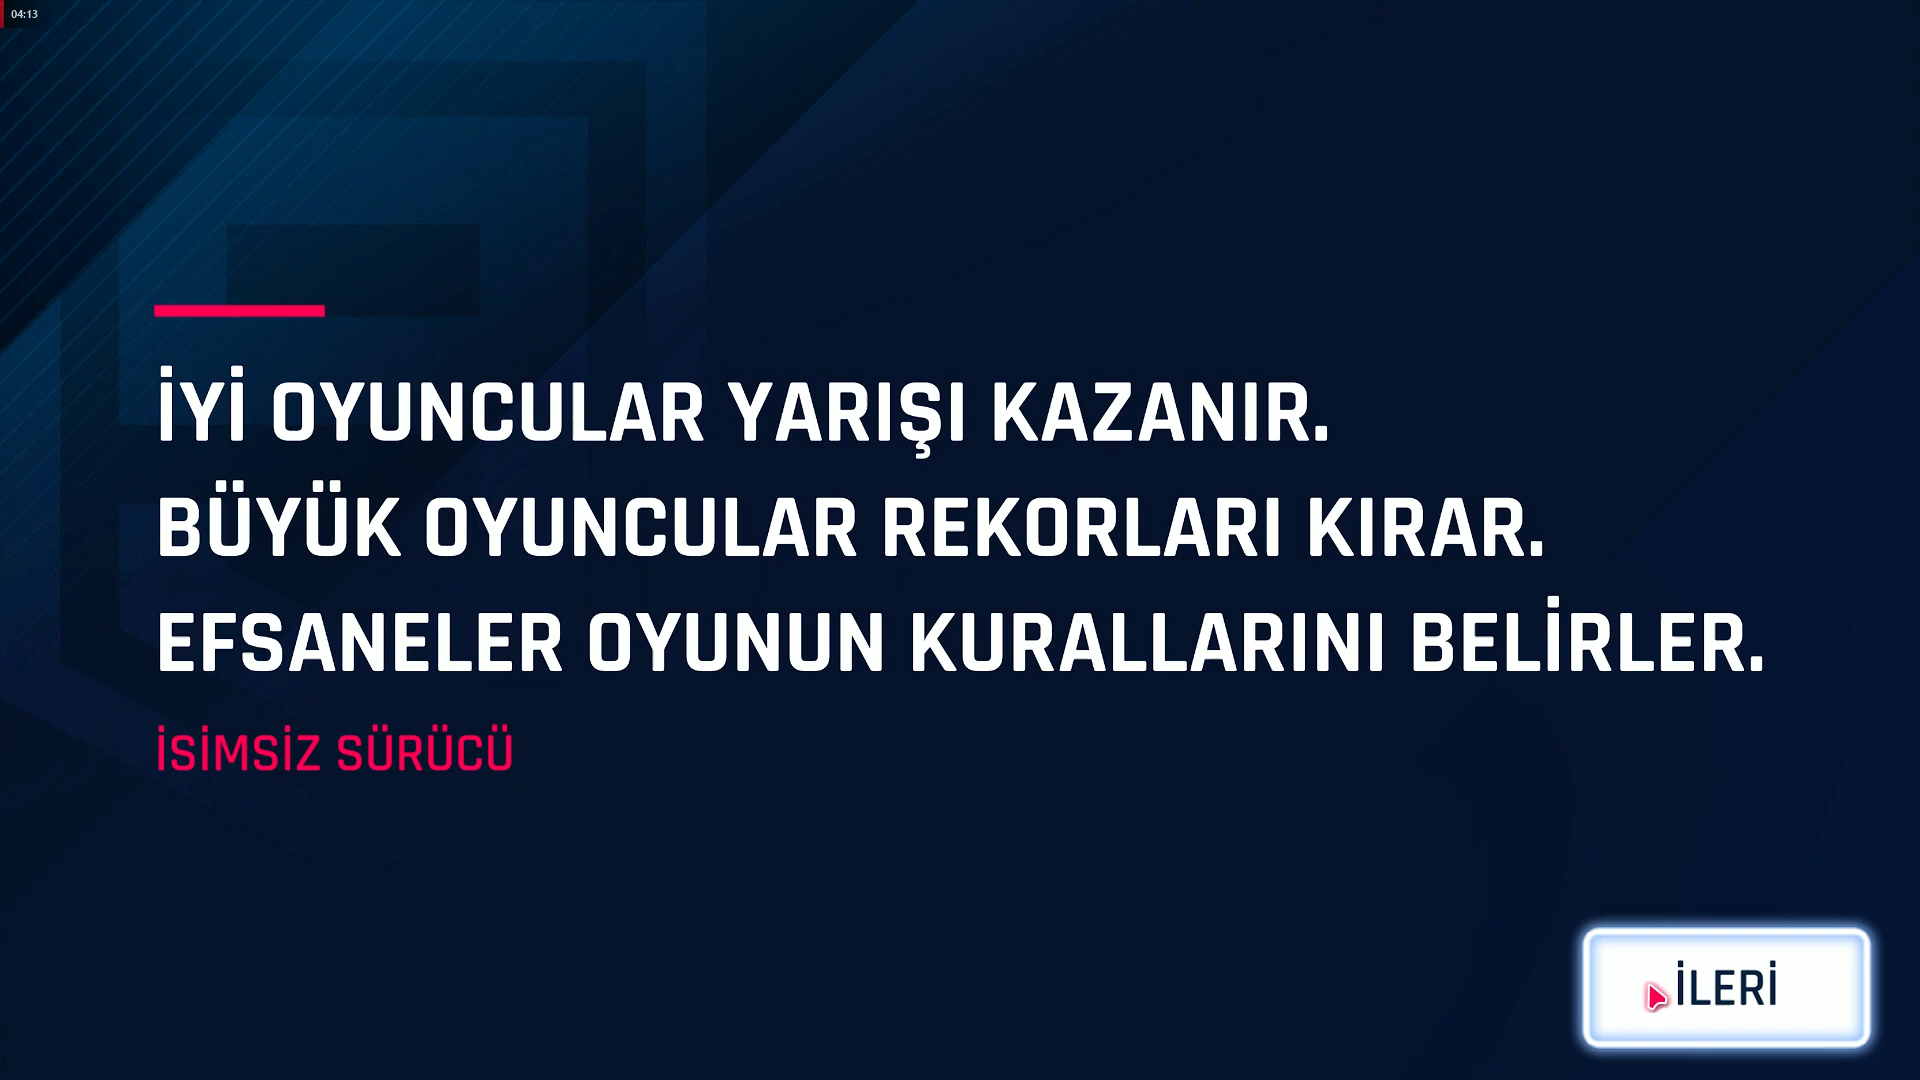 04:13
İYİ OYUNCULAR YARIŞI KAZANIR.
BÜYÜK OYUNCULAR REKORLARI KIRAR.
EFSANELER OYUNUN KURALLARINI BELİRLER.
İSİMSİZ SÜRÜCÜ
İLERİ